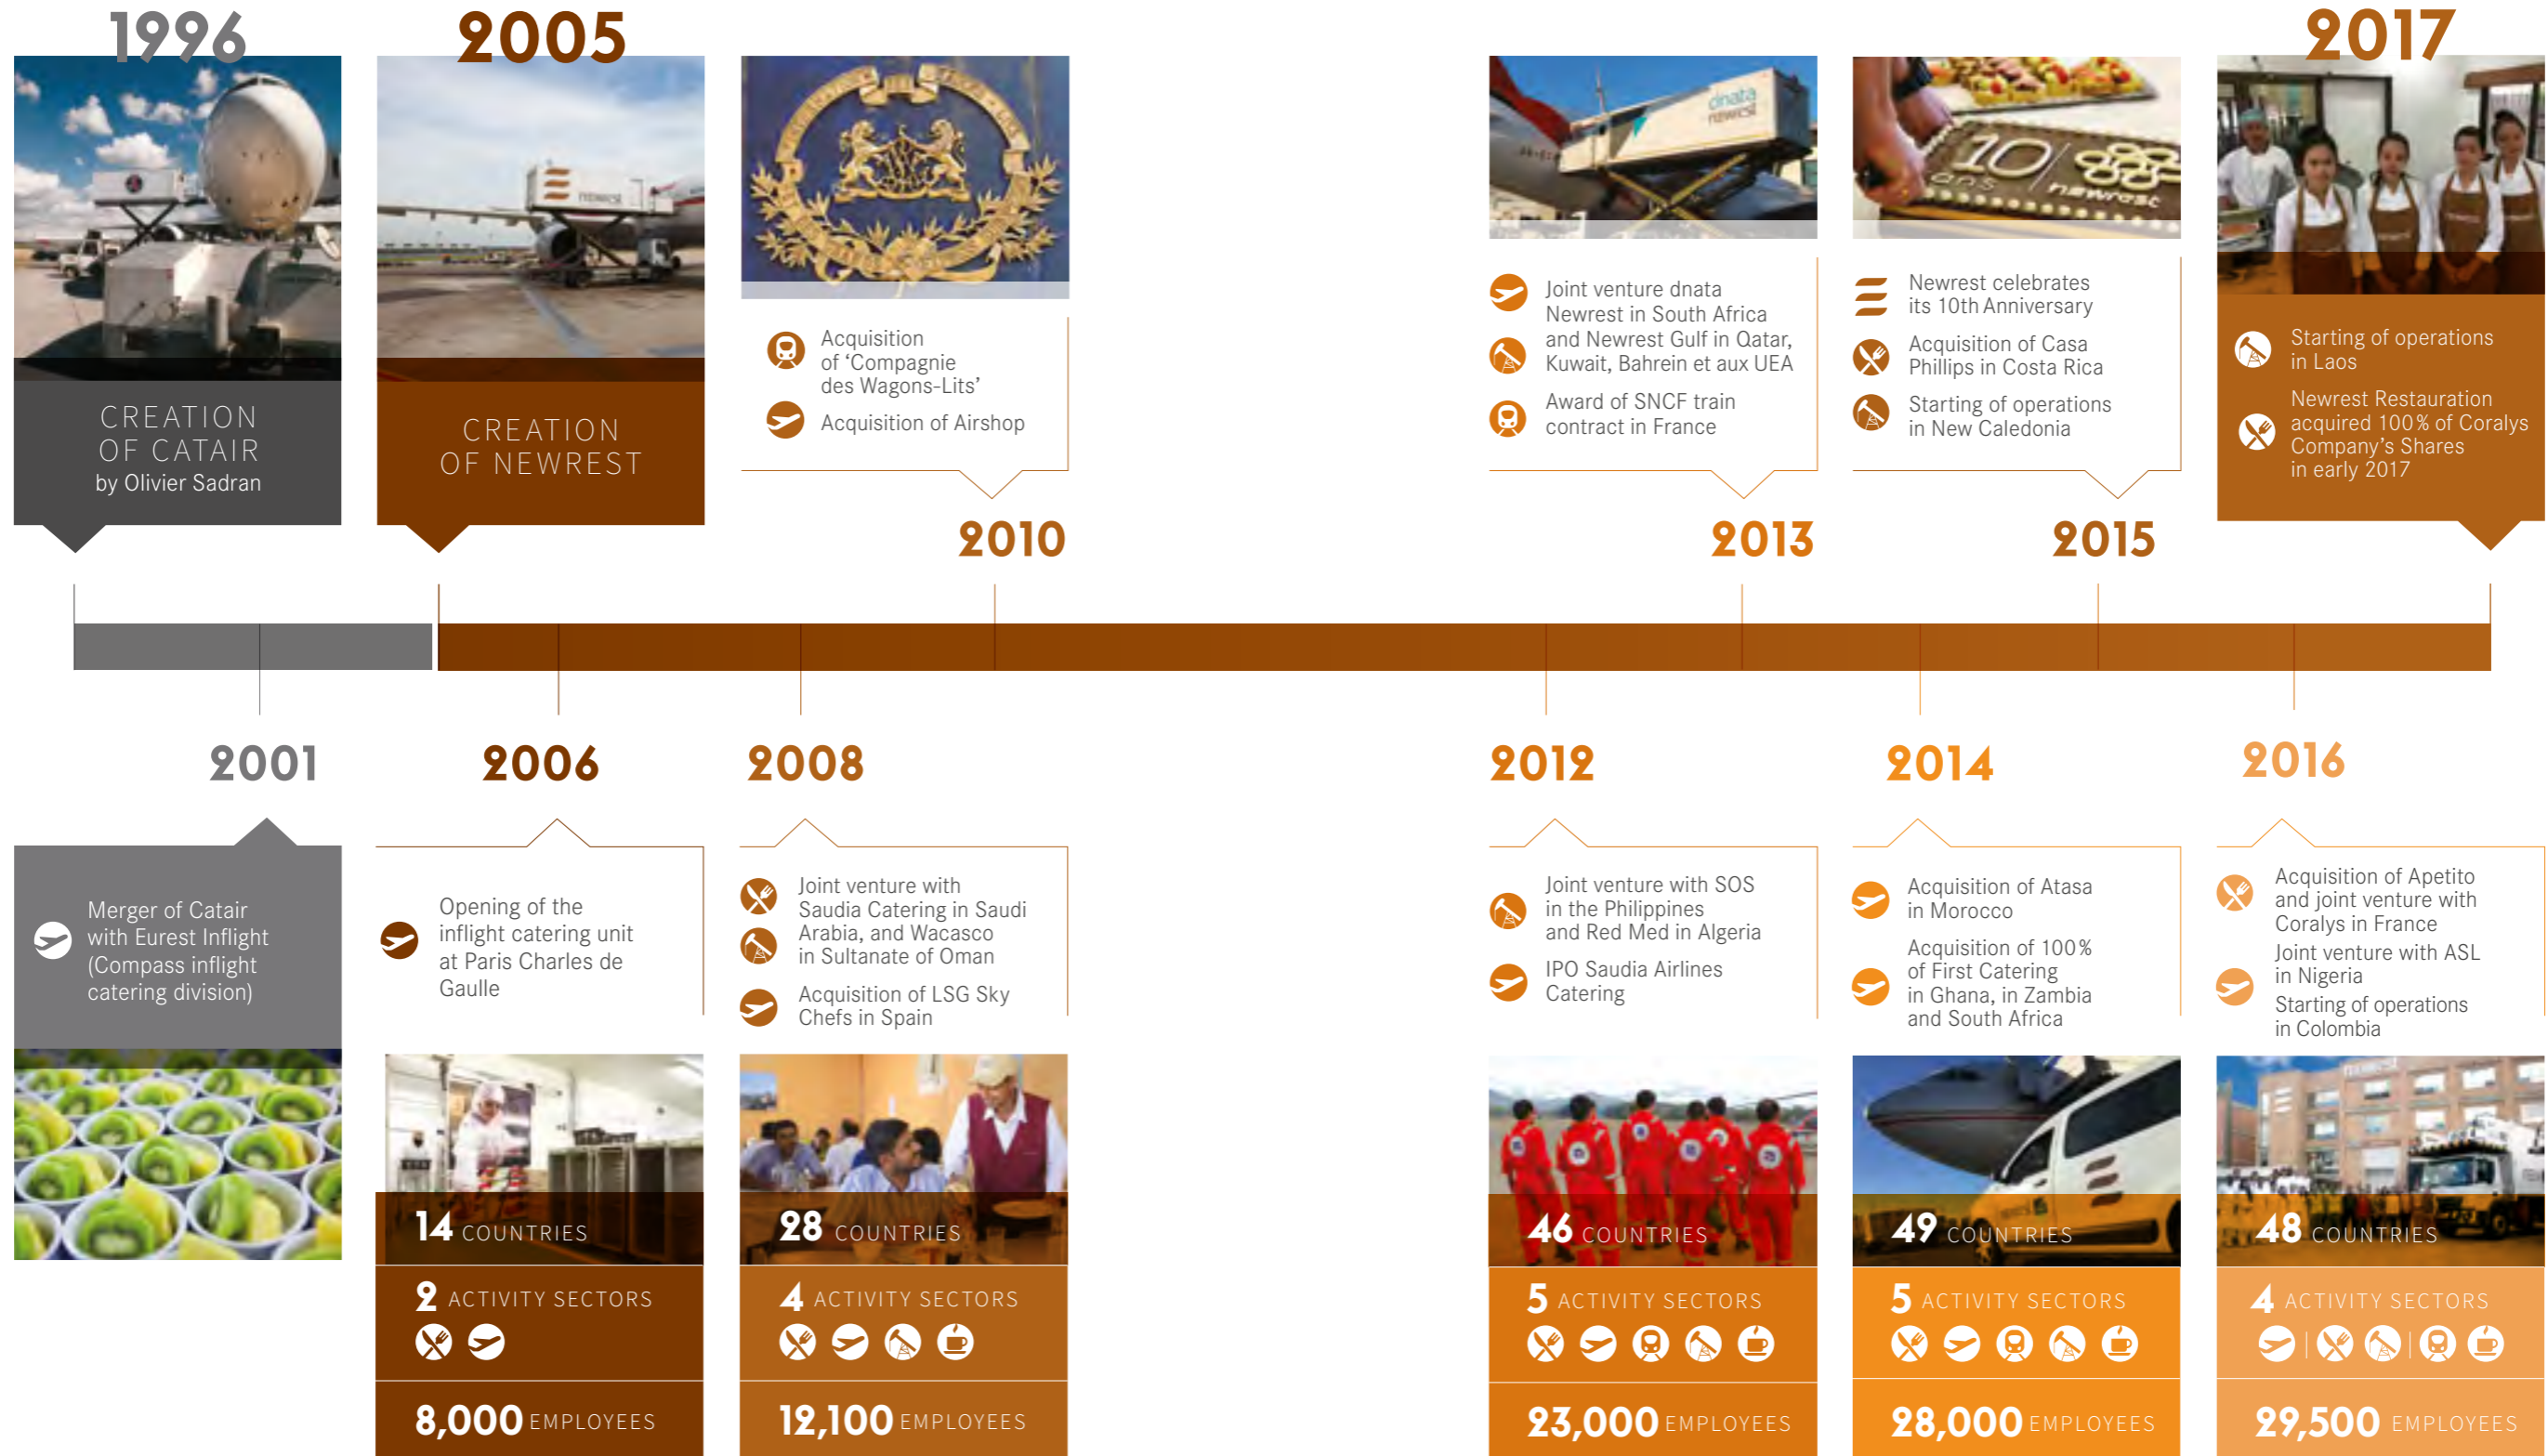 1996
CREATION
OF CATAIR
by Olivier Sadran
2005
newrest
CREATION
OF NEWREST
Acquisition
of ‘Compagnie
des Wagons-Lits’
Acquisition of Airshop
2010
dnata
newrest
Joint venture dnata
Newrest in South Africa
and Newrest Gulf in Qatar,
Kuwait, Bahrein et aux UEA
Award of SNCF train
contract in France
2013
10
ans
newrest
Newrest celebrates
its 10th Anniversary
Acquisition of Casa
Phillips in Costa Rica
Starting of operations
in New Caledonia
2015
2017
Starting of operations
in Laos
Newrest Restauration
acquired 100% of Coralys
Company’s Shares
in early 2017
2001
Merger of Catair
with Eurest Inflight
(Compass inflight
catering division)
2006
Opening of the
inflight catering unit
at Paris Charles de
Gaulle
14 COUNTRIES
2 ACTIVITY SECTORS
8,000 EMPLOYEES
2008
Joint venture with
Saudia Catering in Saudi
Arabia, and Wacasco
in Sultanate of Oman
Acquisition of LSG Sky
Chefs in Spain
28 COUNTRIES
4 ACTIVITY SECTORS
12,100 EMPLOYEES
2012
Joint venture with SOS
in the Philippines
and Red Med in Algeria
IPO Saudia Airlines
Catering
46 COUNTRIES
5 ACTIVITY SECTORS
23,000 EMPLOYEES
2014
Acquisition of Atasa
in Morocco
Acquisition of 100%
of First Catering
in Ghana, in Zambia
and South Africa
49 COUNTRIES
5 ACTIVITY SECTORS
28,000 EMPLOYEES
2016
Acquisition of Apetito
and joint venture with
Coralys in France
Joint venture with ASL
in Nigeria
Starting of operations
in Colombia
48 COUNTRIES
4 ACTIVITY SECTORS
29,500 EMPLOYEES